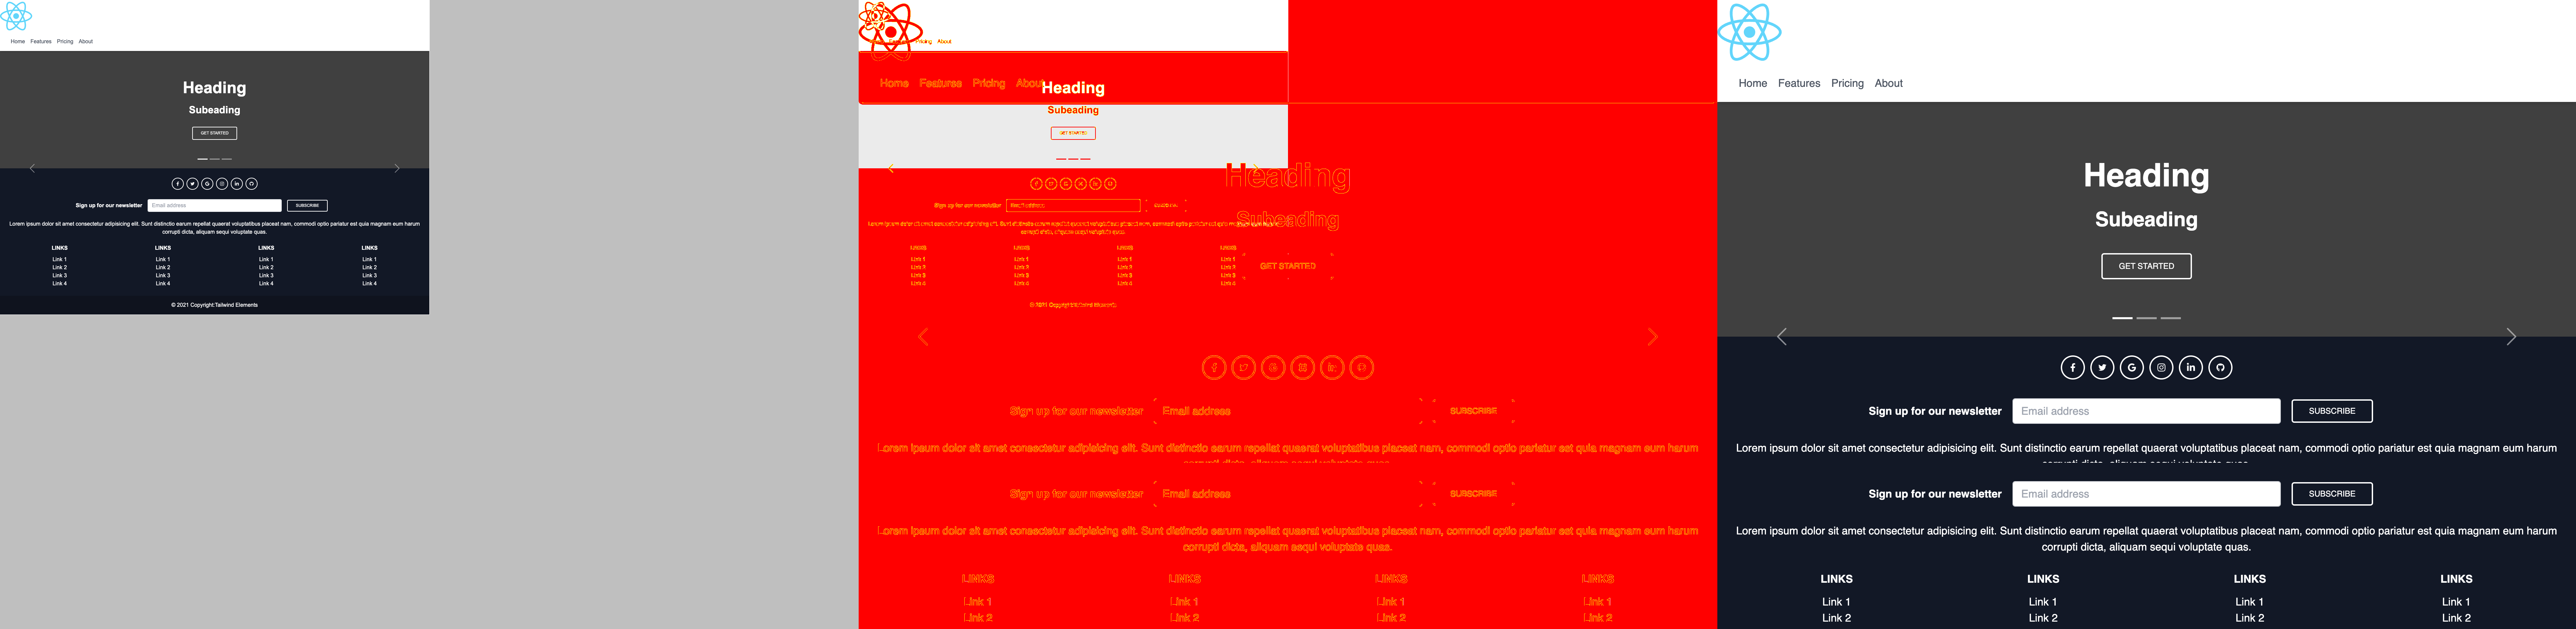 Home Features Pricing About
Heading
Subeading
GET STARTED
Sign up for our newsletter Email address SUBSCRIBE
Lorem ipsum dolor sit amet consectetur adipisicing elit. Sunt distinctio earum repellat quaerat voluptatibus placeat nam, commodi optio pariatur est quia magnam eum harum
corrupti dicta, aliquam sequi voluptate quas.
LINKS LINKS LINKS LINKS
Link 1 Link 1 Link 1 Link 1
Link 2 Link 2 Link 2 Link 2
Link 3 Link 3 Link 3 Link 3
Link 4 Link 4 Link 4 Link 4
© 2021 Copyright:Tailwind Elements
Home Features Pricing About
Heading
Subeading
GET STARTED
Home Features Pricing About
Heading
Subeading
GET STARTED
Sign up for our newsletter Email address SUBSCRIBE
Lorem ipsum dolor sit amet consectetur adipisicing elit. Sunt distinctio earum repellat quaerat voluptatibus placeat nam, commodi optio pariatur est quia magnam eum harum
Sign up for our newsletter Email address SUBSCRIBE
Lorem ipsum dolor sit amet consectetur adipisicing elit. Sunt distinctio earum repellat quaerat voluptatibus placeat nam, commodi optio pariatur est quia magnam eum harum
corrupti dicta, aliquam sequi voluptate quas.
LINKS LINKS LINKS LINKS
Link 1 Link 1 Link 1 Link 1
Link 2 Link 2 Link 2 Link 2
Home Features Pricing About
Heading
Subeading
GET STARTED
Sign up for our newsletter Email address SUBSCRIBE
Lorem ipsum dolor sit amet consectetur adipisicing elit. Sunt distinctio earum repellat quaerat voluptatibus placeat nam, commodi optio pariatur est quia magnam eum harum
corrupti dicta, aliquam sequi voluptate quas.
Sign up for our newsletter Email address SUBSCRIBE
Lorem ipsum dolor sit amet consectetur adipisicing elit. Sunt distinctio earum repellat quaerat voluptatibus placeat nam, commodi optio pariatur est quia magnam eum harum
corrupti dicta, aliquam sequi voluptate quas.
LINKS LINKS LINKS LINKS
Link 1 Link 1 Link 1 Link 1
Link 2 Link 2 Link 2 Link 2